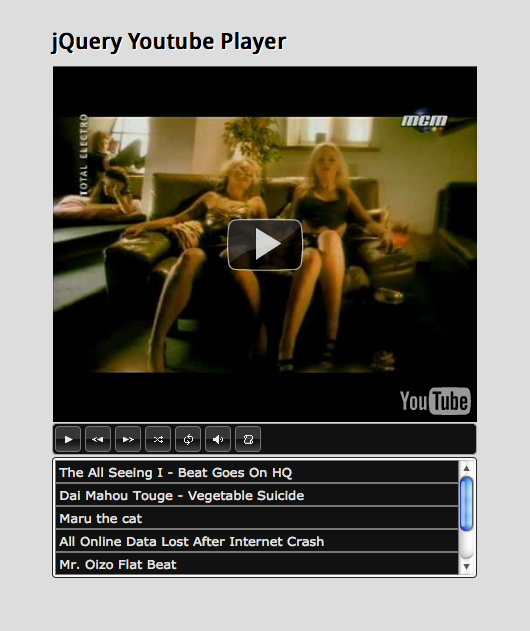 jQuery Youtube Player
TOTAL ELECTRO
mcm
YouTube
The All Seeing I - Beat Goes On HQ
Dai Mahou Touge - Vegetable Suicide
Maru the cat
All Online Data Lost After Internet Crash
Mr. Oizo Flat Beat